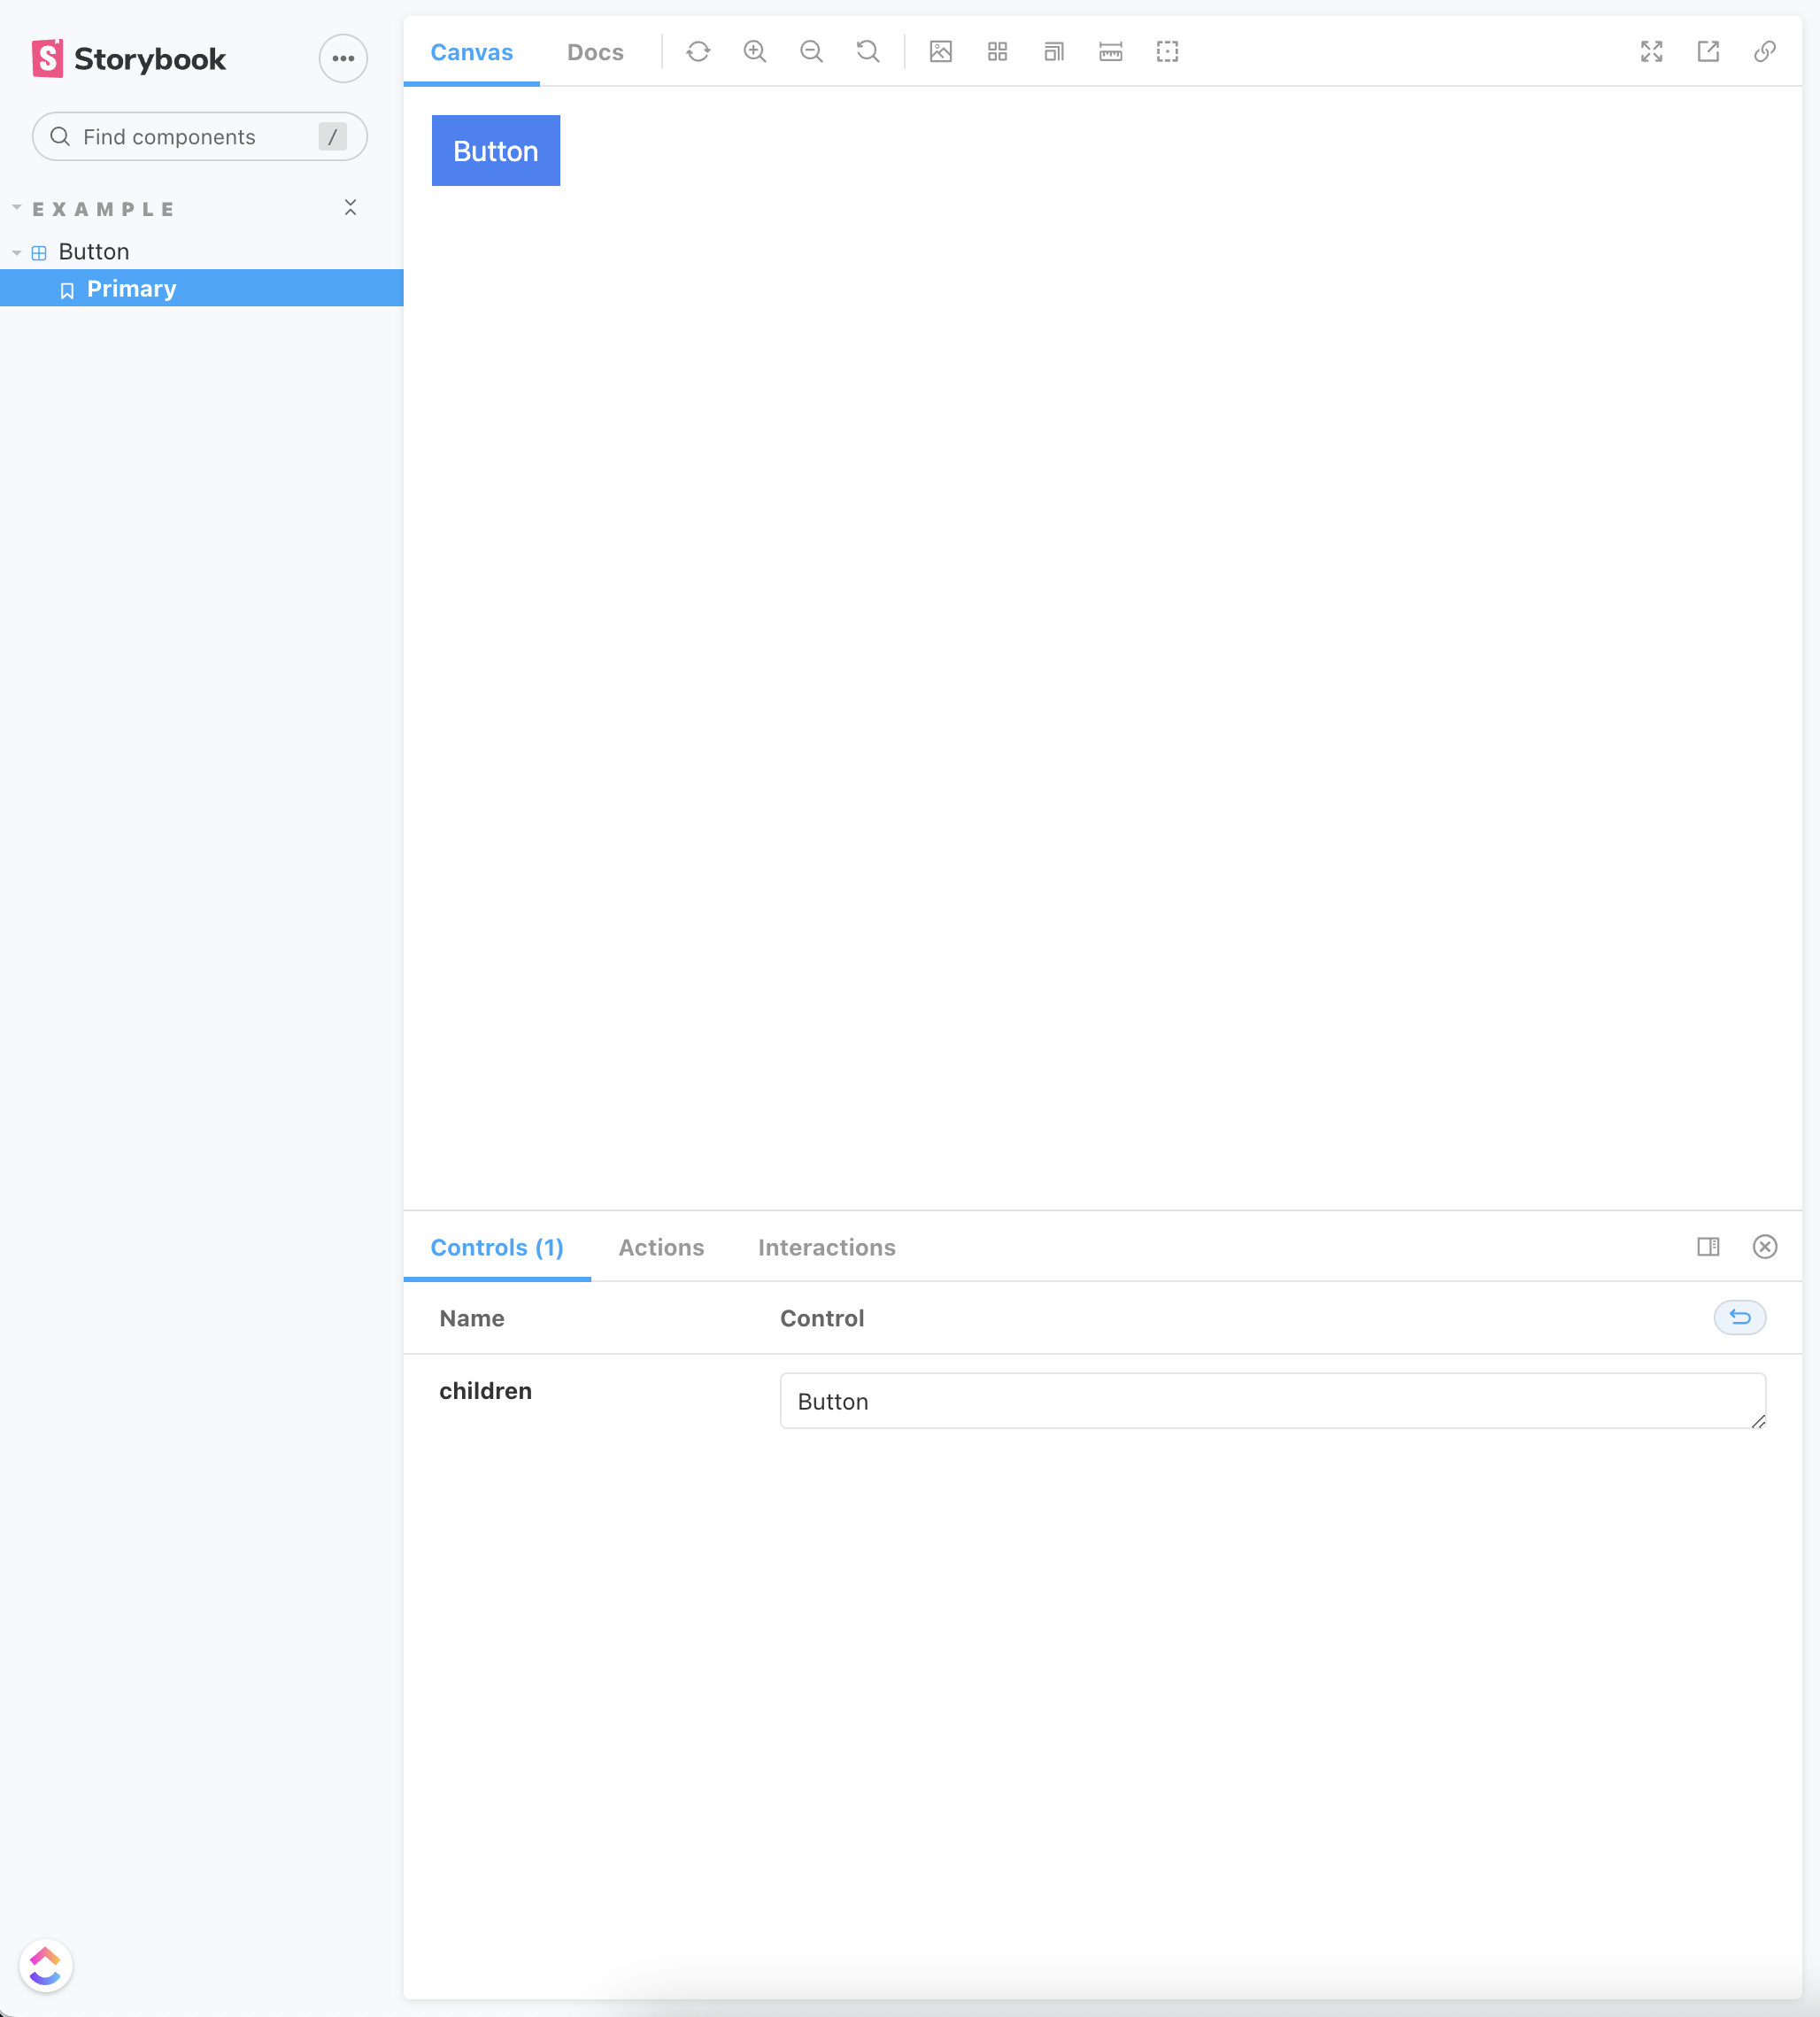 Storybook
Find components /
EXAMPLE
Button
Primary
Canvas Docs
Button
Controls (1) Actions Interactions
Name Control
children Button